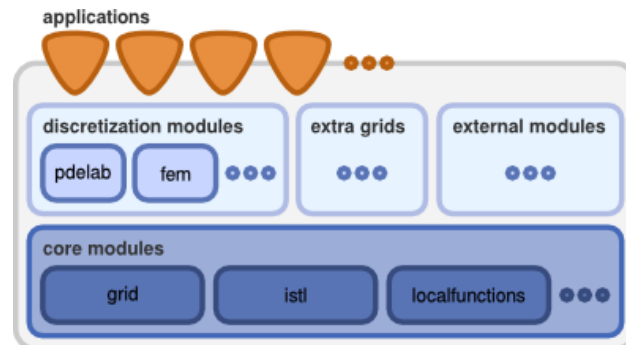 applications
discretization modules
extra grids
external modules
pdelab
fem
core modules
grid
istl
localfunctions